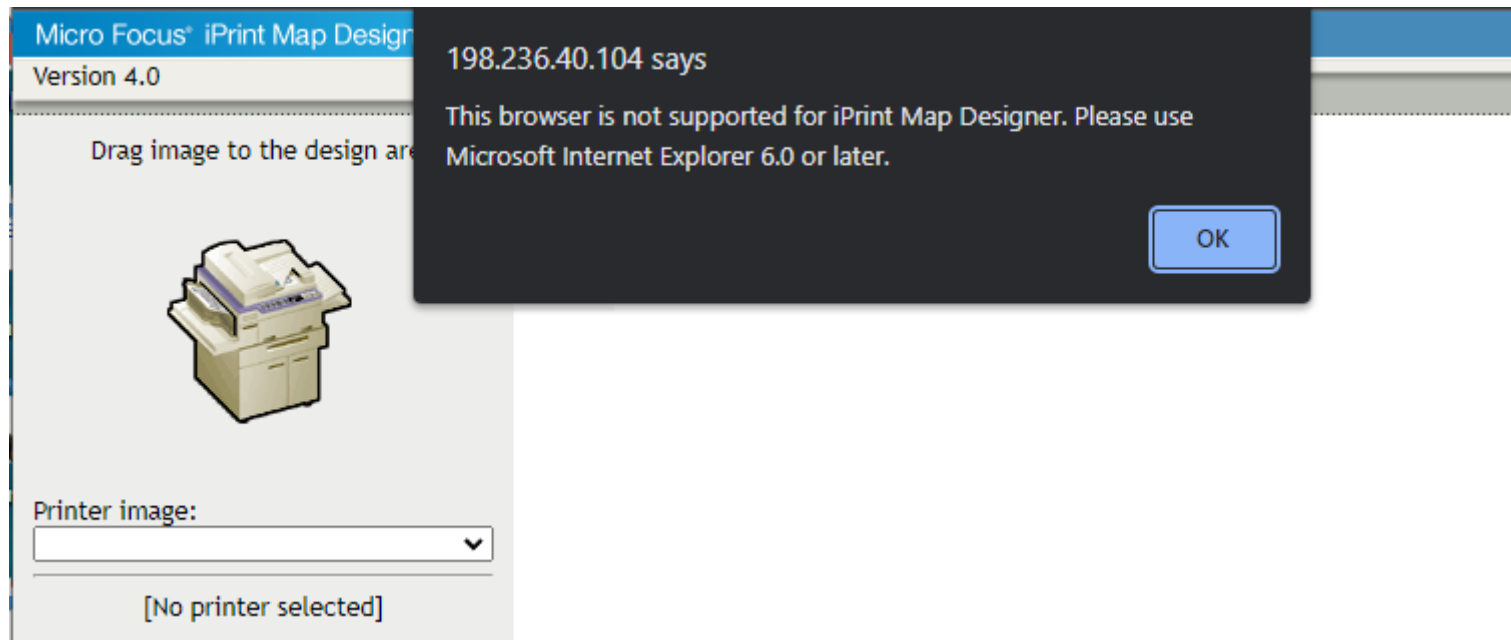 Micro Focus® iPrint Map Design
Version 4.0
Drag image to the design are
198.236.40.104 says
This browser is not supported for iPrint Map Designer. Please use
Microsoft Internet Explorer 6.0 or later.
OK
Printer image:
[No printer selected]